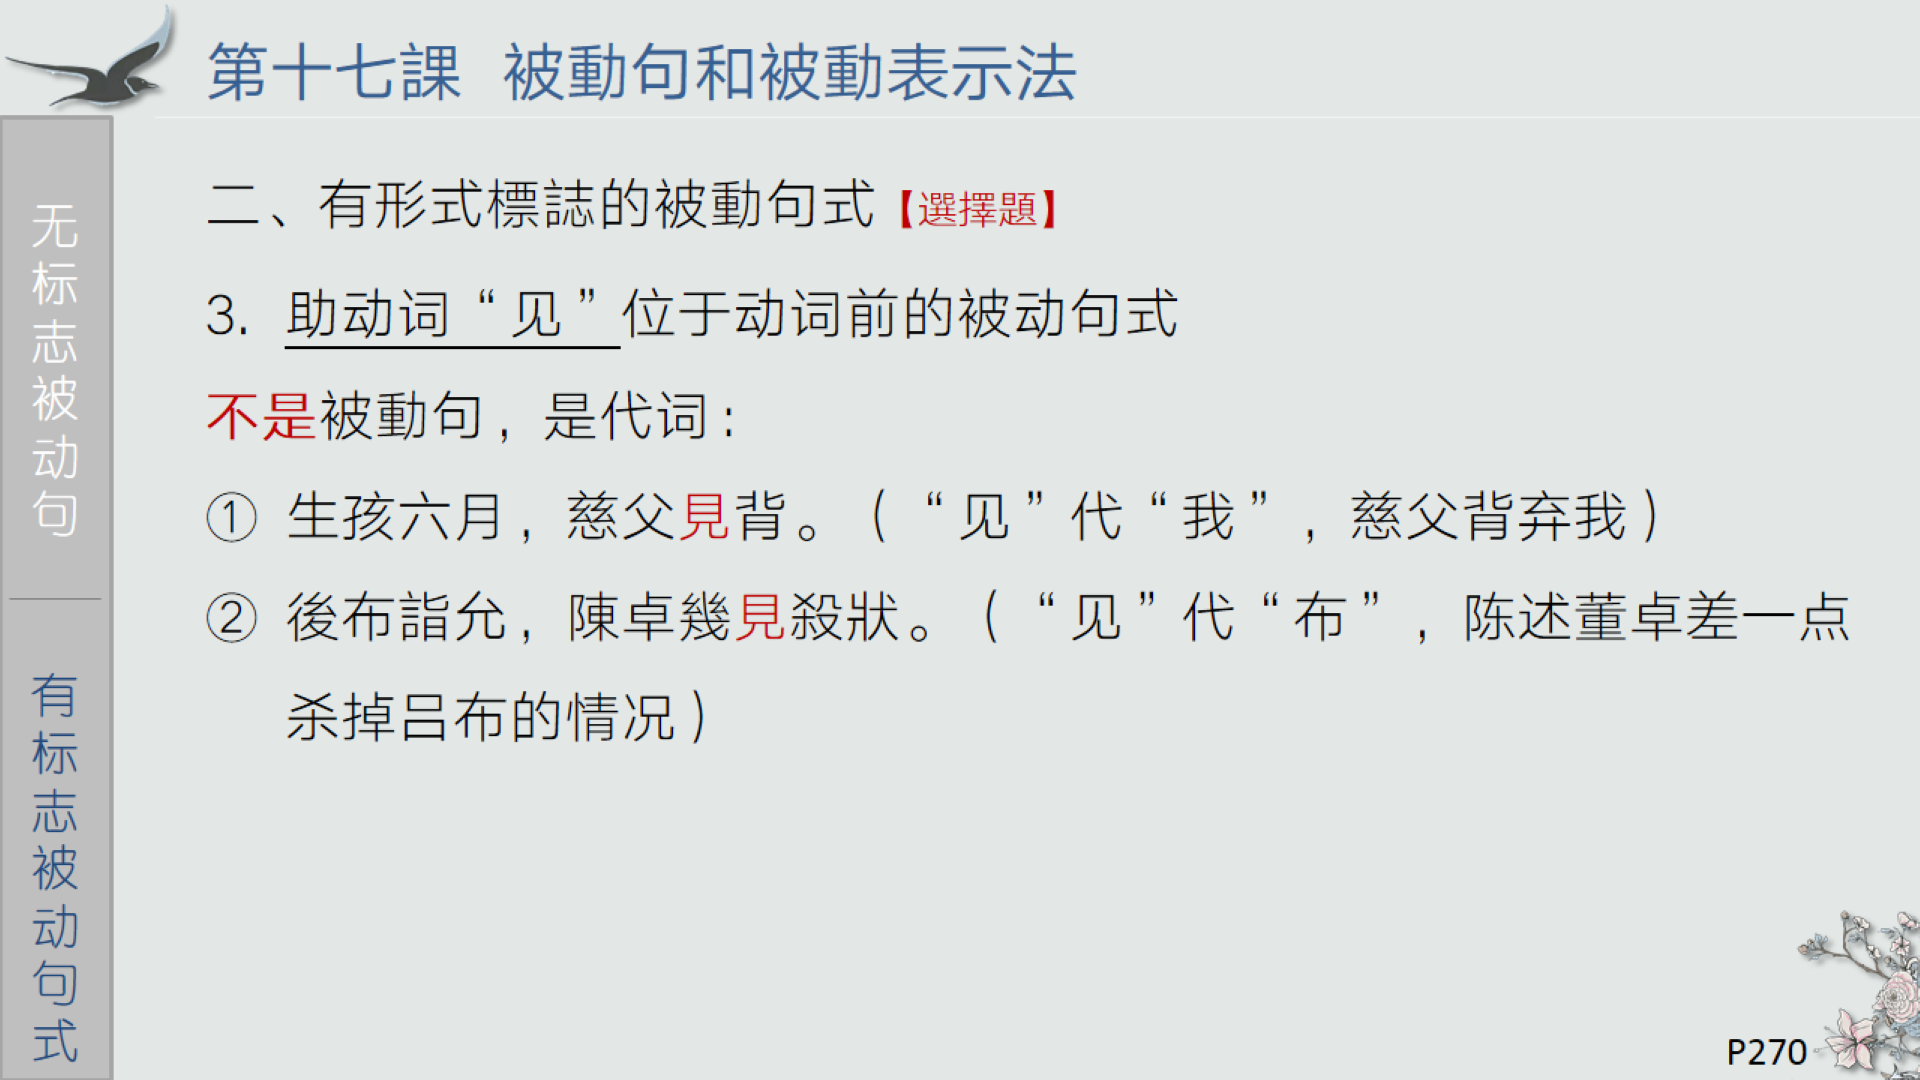 第十七課 被動句和被動表示法
无标志被动句
有标志被动句式
二、有形式標誌的被動句式【選擇題】
3. 助动词“见”位于动词前的被动句式
不是被動句，是代词：
① 生孩六月，慈父見背。（“见”代“我”，慈父背弃我）
② 後布詣允，陳卓幾見殺狀。（“见”代“布”，陈述董卓差一点
杀掉吕布的情况）
P270